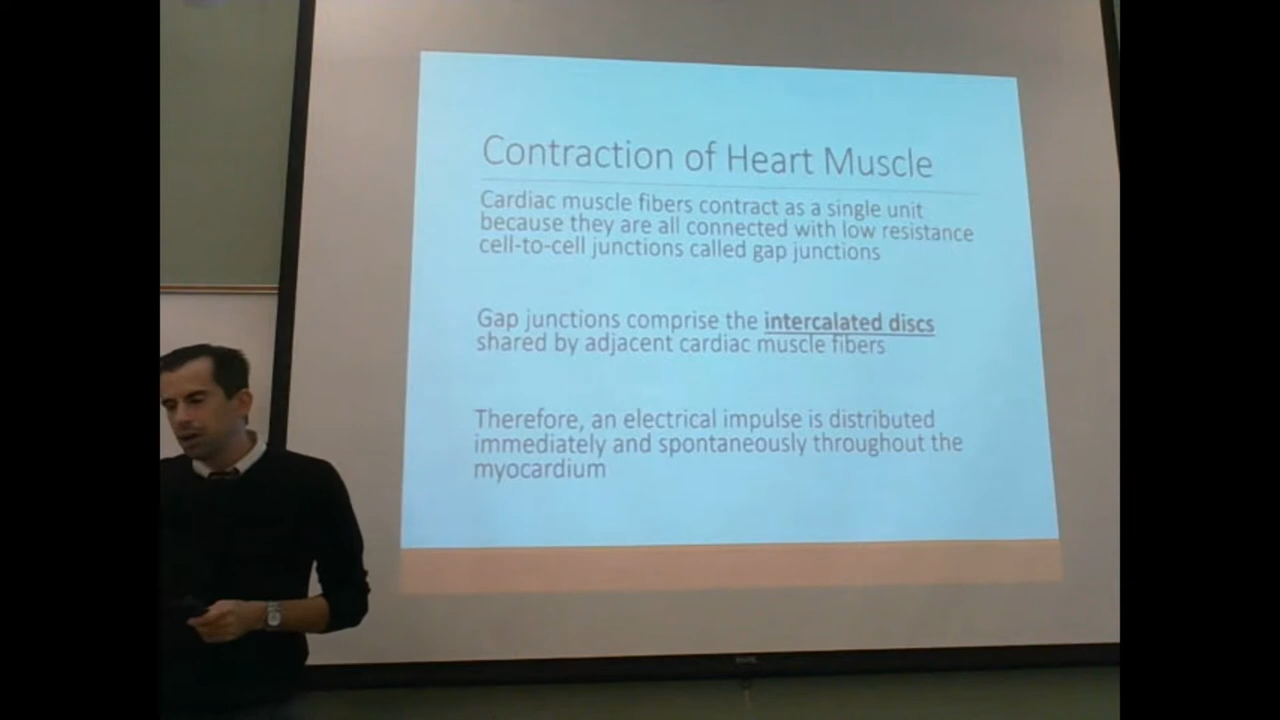 Contraction of Heart Muscle
Cardiac muscle fibers contract as a single unit
because they are all connected with low resistance
cell-to-cell junctions called gap junctions
Gap junctions comprise the intercalated discs
shared by adjacent cardiac muscle fibers
Therefore, an electrical impulse is distributed
immediately and spontaneously throughout the
myocardium